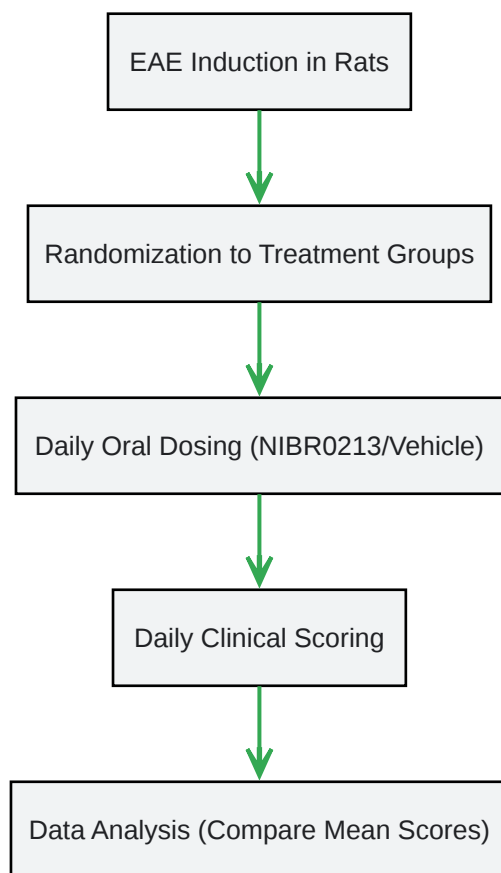 EAE Induction in Rats
Randomization to Treatment Groups
Daily Oral Dosing (NIBR0213/Vehicle)
Daily Clinical Scoring
Data Analysis (Compare Mean Scores)